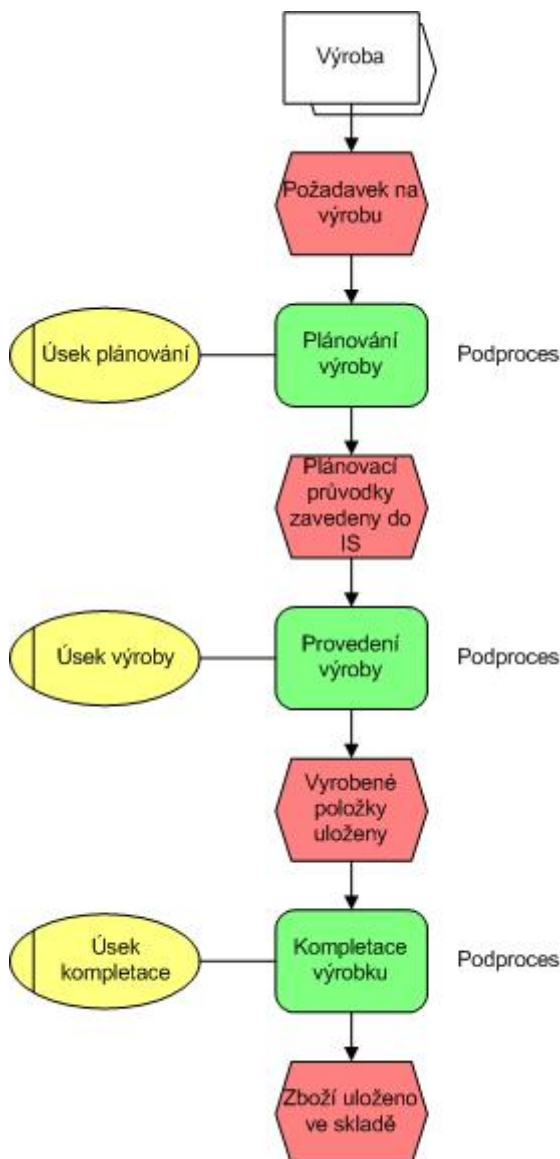 Výroba
Požadavek na
výrobu
Úsek plánování
Plánování
výroby
Podproces
Plánovací
průvodky
zavedeny do
IS
Úsek výroby
Provedení
výroby
Podproces
Vyrobené
položky
uloženy
Úsek
kompletace
Kompletace
výrobku
Podproces
Zboží uloženo
ve skladě